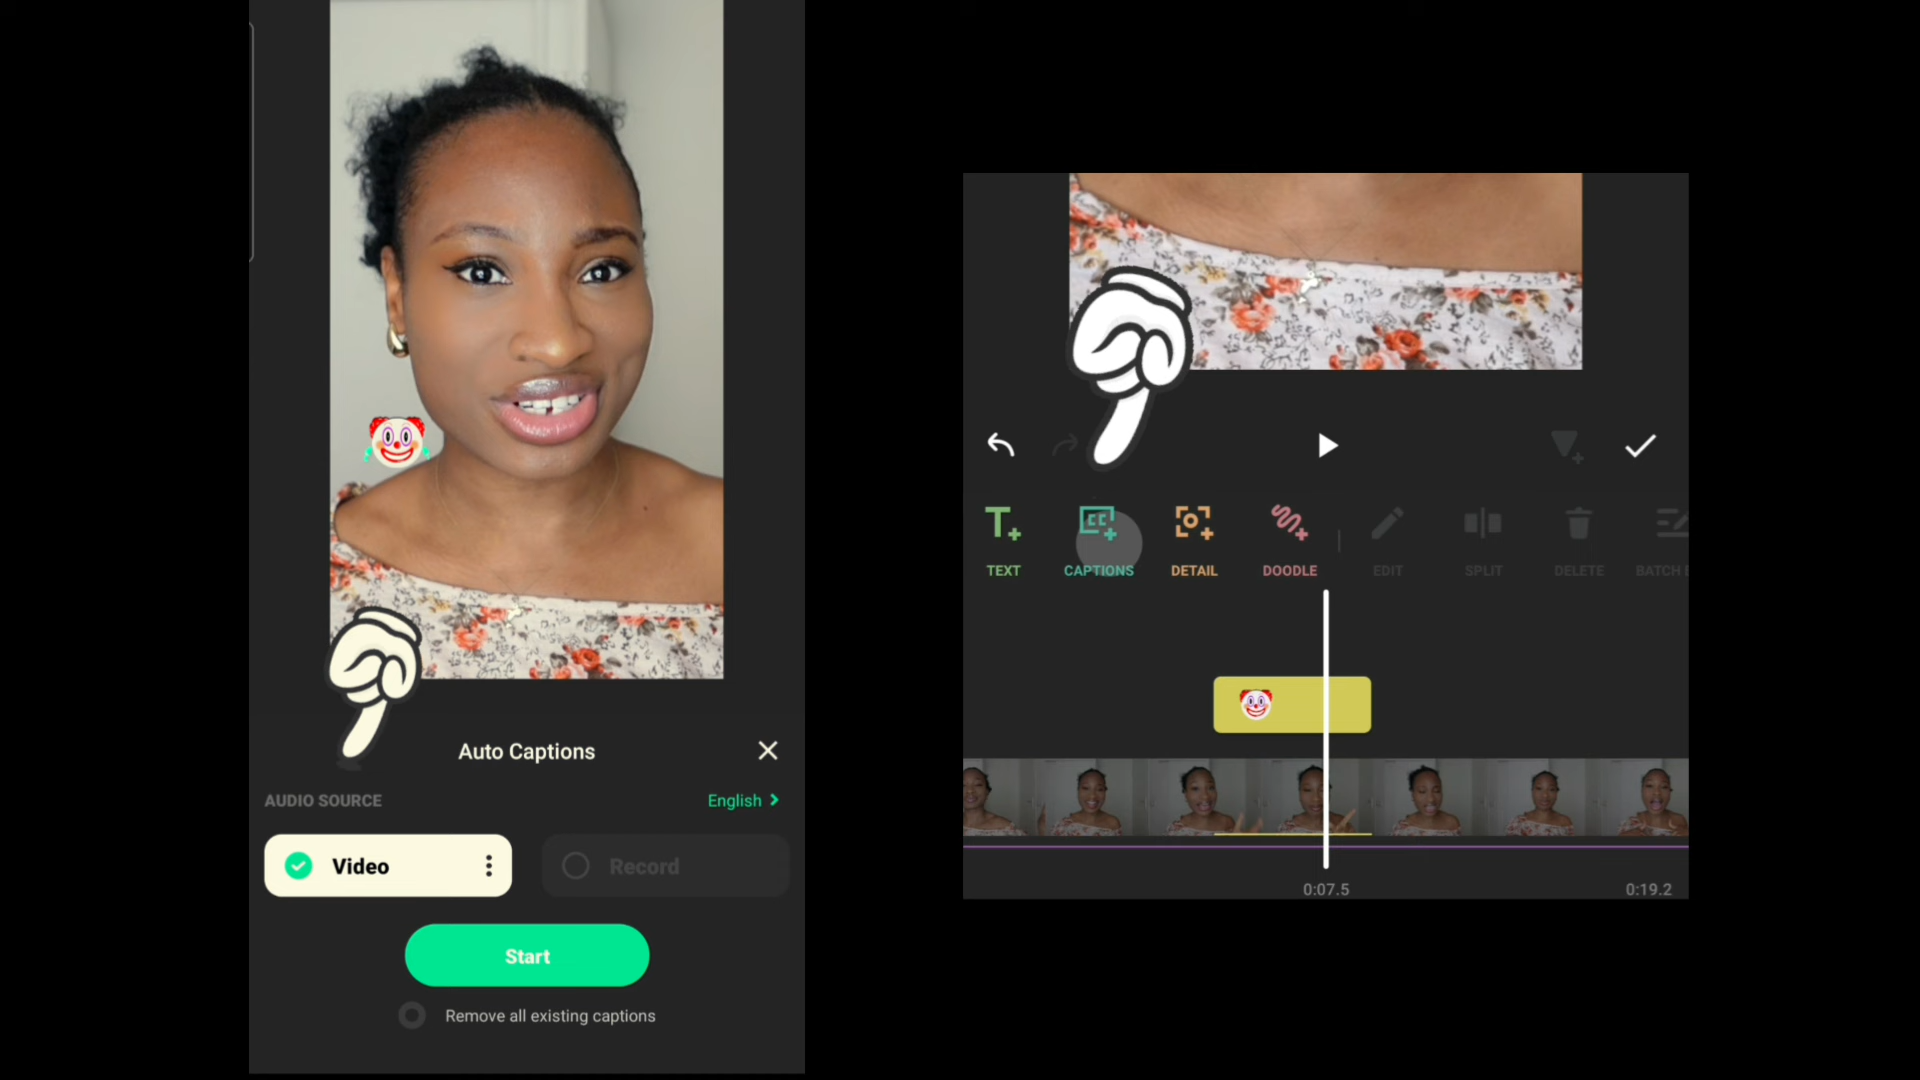 Auto Captions
AUDIO SOURCE
English
Video
Record
Start
Remove all existing captions
TEXT
CAPTIONS
DETAIL
DOODLE
EDIT
SPLIT
DELETE
BATCH
0:07.5
0:19.2